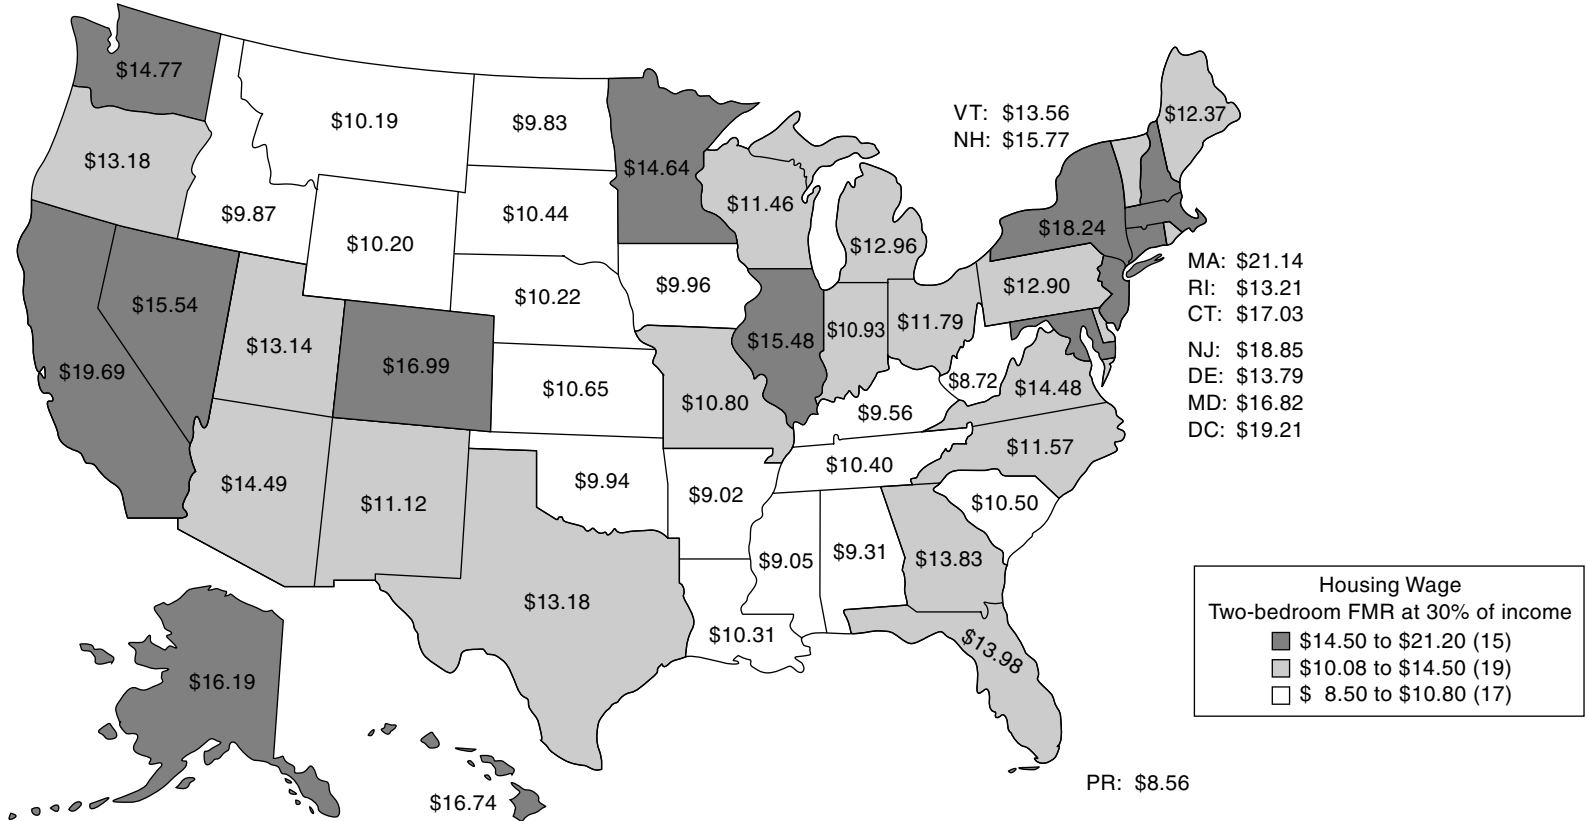 $14.77
$13.18
$10.19
$9.83
$14.64
VT: $13.56
NH: $15.77
$12.37
$9.87
$10.20
$10.44
$11.46
$12.96
$18.24
$19.69
$15.54
$13.14
$16.99
$10.22
$9.96
$15.48
$10.93
$11.79
$12.90
MA: $21.14
RI: $13.21
CT: $17.03
NJ: $18.85
DE: $13.79
MD: $16.82
DC: $19.21
$10.65
$10.80
$9.56
$8.72
$14.48
$14.49
$11.12
$9.94
$9.02
$10.40
$11.57
$10.50
$13.18
$10.31
$9.05
$9.31
$13.83
$13.98
$16.19
$16.74
PR: $8.56
Housing Wage
Two-bedroom FMR at 30% of income
$14.50 to $21.20 (15)
$10.08 to $14.50 (19)
$ 8.50 to $10.80 (17)